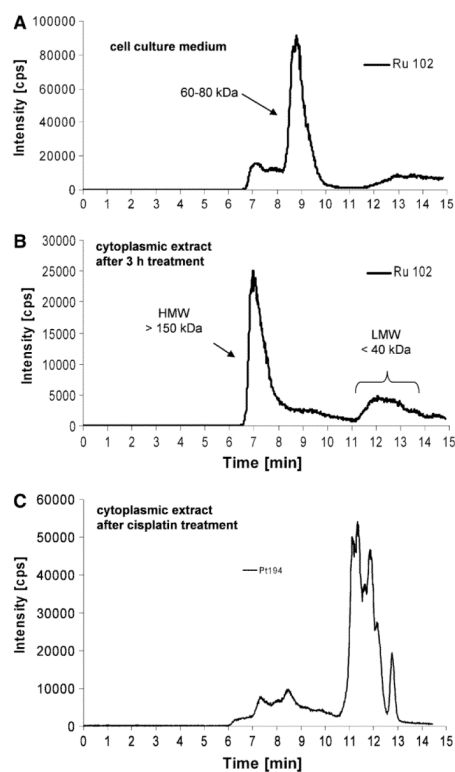 A
cell culture medium
Ru 102
60-80 kDa
Intensity [cps]
100000
80000
60000
40000
20000
0
0 1 2 3 4 5 6 7 8 9 10 11 12 13 14 15
B
cytoplasmic extract
after 3 h treatment
Ru 102
HMW
> 150 kDa
LMW
< 40 kDa
Intensity [cps]
30000
25000
20000
15000
10000
5000
0
0 1 2 3 4 5 6 7 8 9 10 11 12 13 14 15
Time [min]
C
cytoplasmic extract
after cisplatin treatment
Pt194
Intensity [cps]
60000
50000
40000
30000
20000
10000
0
0 1 2 3 4 5 6 7 8 9 10 11 12 13 14 15
Time [min]